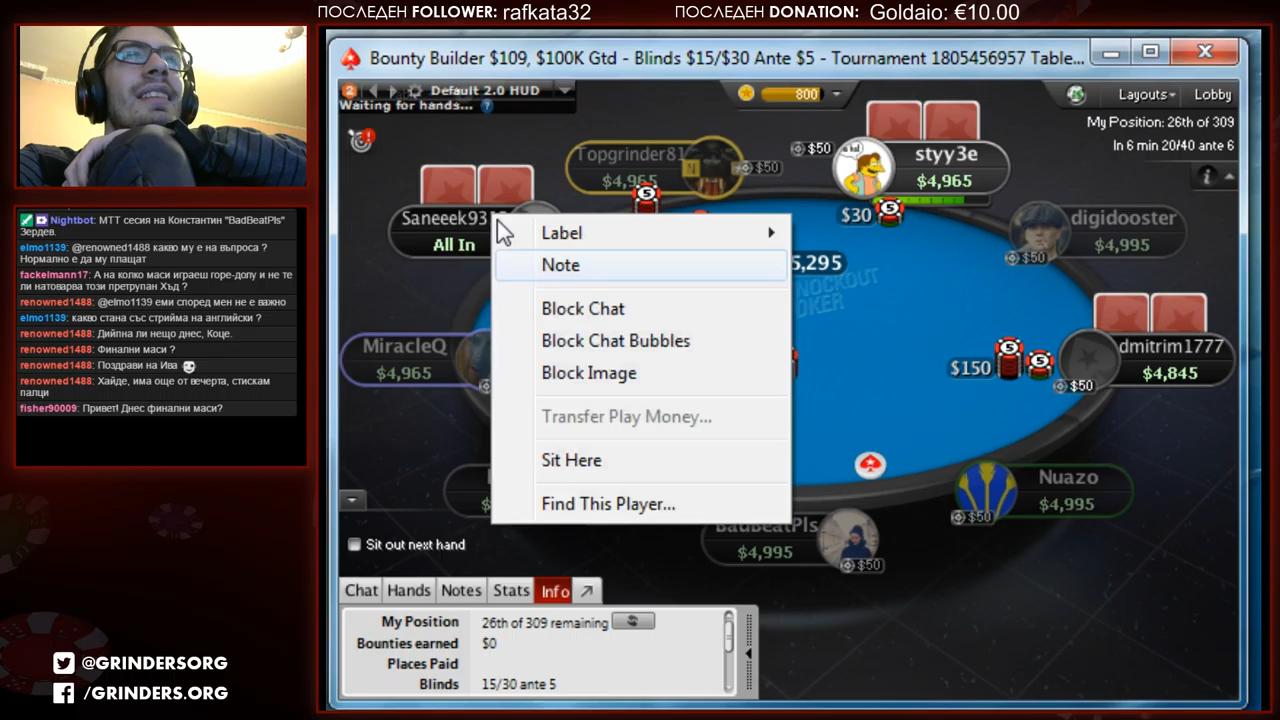 ПОСЛЕДЕН FOLLOWER: rafkata32
ПОСЛЕДЕН DONATION: Goldaio: €10.00
Bounty Builder $109, $100K Gtd - Blinds $15/$30 Ante $5 - Tournament 1805456957 Table...
2 Default 2.0 HUD
Waiting for hands... ?
800
Layouts
Lobby
My Position: 26th of 309
In 6 min 20/40 ante 6
Topgrinder81
$4,965
N
$50
$50
styy3e
$4,965
Saneeek93
All In
5
5
$30
digidooster
$4,995
$50
5,295
KNOCKOUT
POKER
MiracleQ
$4,965
dmitrim1777
$4,845
$150
5
5
$50
Nuazo
$4,995
$50
BadBeatPls
$4,995
$50
Label
Note
Block Chat
Block Chat Bubbles
Block Image
Transfer Play Money...
Sit Here
Find This Player...
Sit out next hand
Chat
Hands
Notes
Stats
Info
My Position 26th of 309 remaining
Bounties earned $0
Places Paid
Blinds 15/30 ante 5
Nightbot: МТТ сесия на Константин "BadBeatPls"
Зердев.
elmo1139: @renowned1488 какво му е на въпроса ?
Нормално е да му плащат
fackelmann17: А на колко маси играеш горе-долу и не те
ли натоварва този претрупан Хъд ?
renowned1488: @elmo1139 еми според мен не е важно
elmo1139: какво стана със стрийма на английски ?
renowned1488: Дийпна ли нещо днес, Коце.
renowned1488: Финални маси ?
renowned1488: Поздрави на Ива
renowned1488: Хайде, има още от вечерта, стискам
палци
fisher90009: Привет! Днес финални маси?
@GRINDERSORG
/GRINDERS.ORG